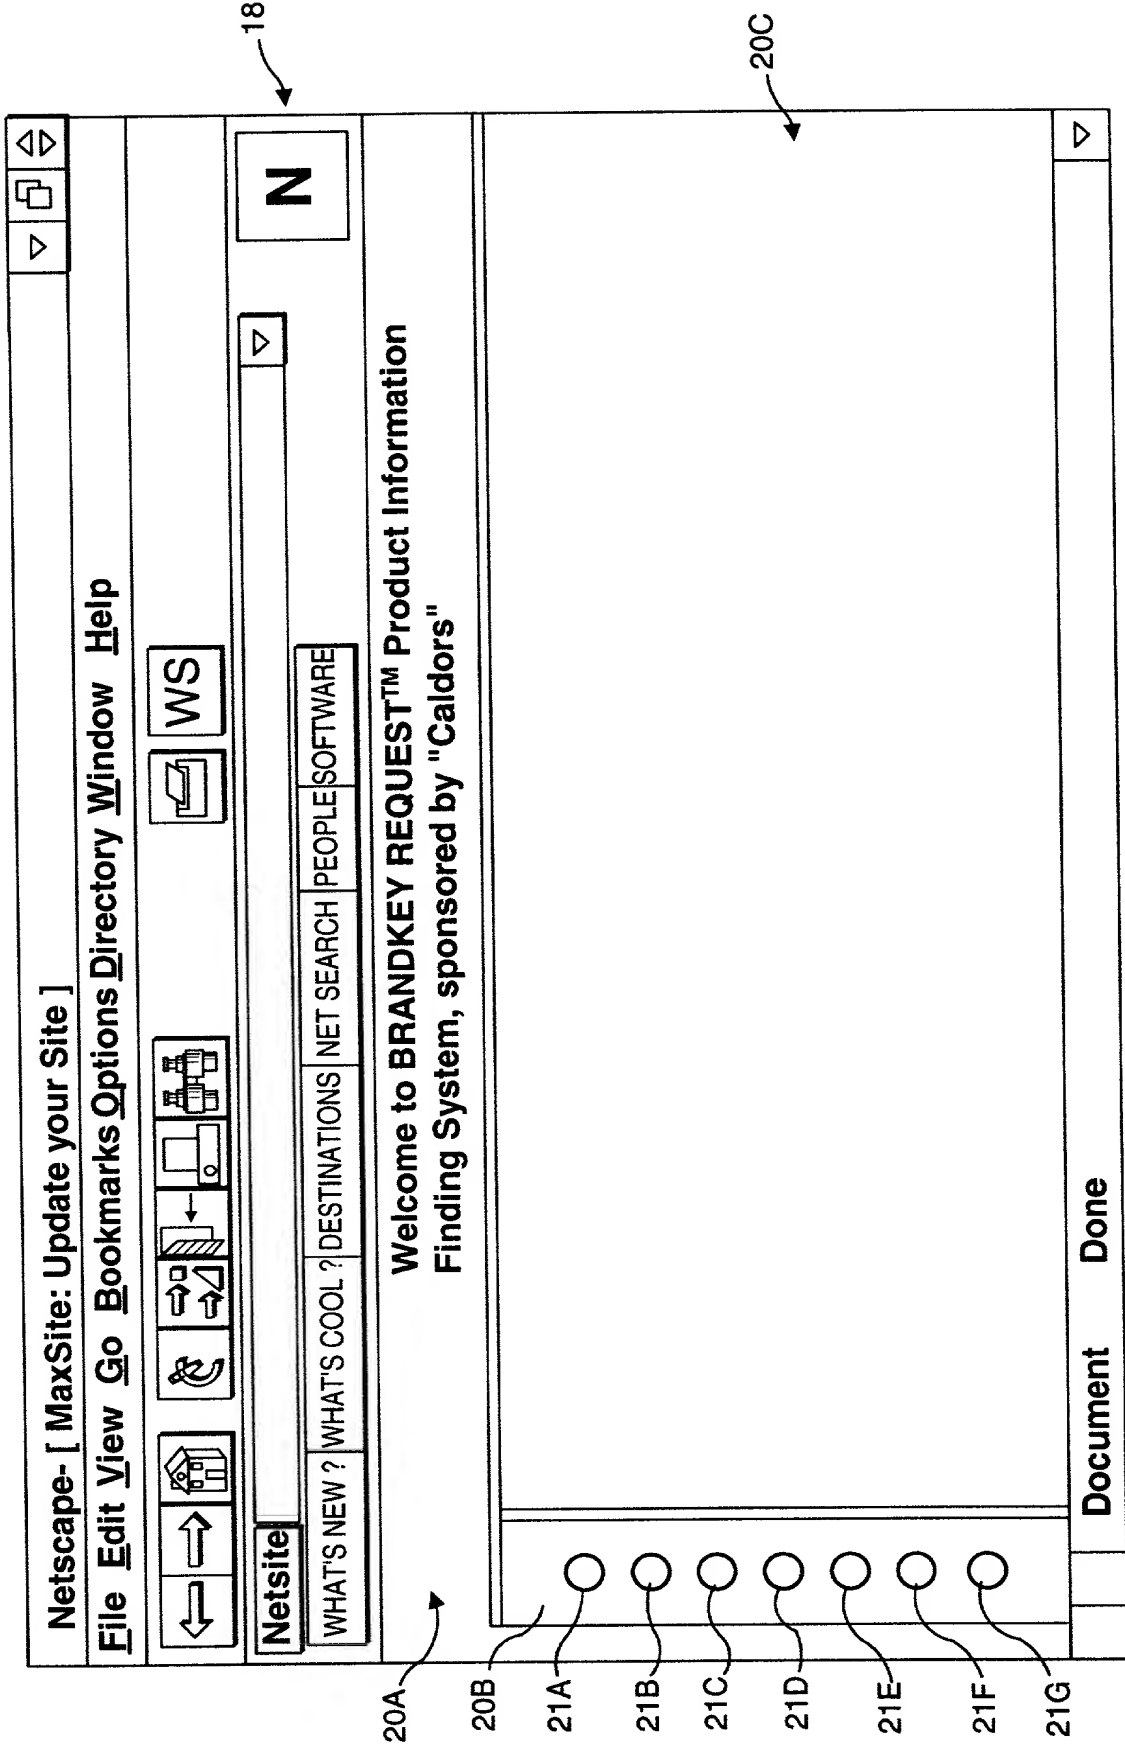 18
Netscape- [ MaxSite: Update your Site ]
File Edit View Go Bookmarks Options Directory Window Help
WS
Netsite
N
WHAT'S NEW ? WHAT'S COOL ? DESTINATIONS NET SEARCH PEOPLE SOFTWARE
20A
Welcome to BRANDKEY REQUEST™ Product Information
Finding System, sponsored by "Caldors"
20B
21A
21B
21C
20C
21D
21E
21F
21G
Document Done